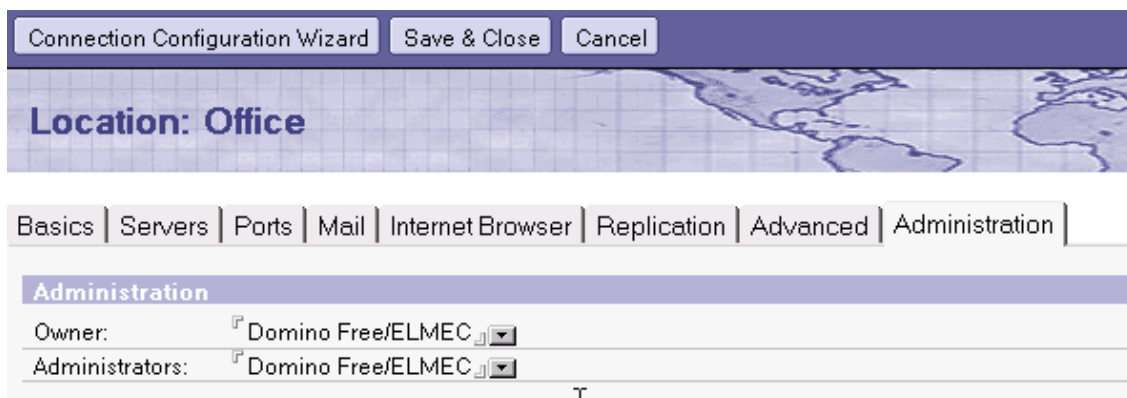 Connection Configuration Wizard Save & Close Cancel
Location: Office
Basics Servers Ports Mail Internet Browser Replication Advanced Administration
Administration
Owner: Domino Free/ELMEC
Administrators: Domino Free/ELMEC